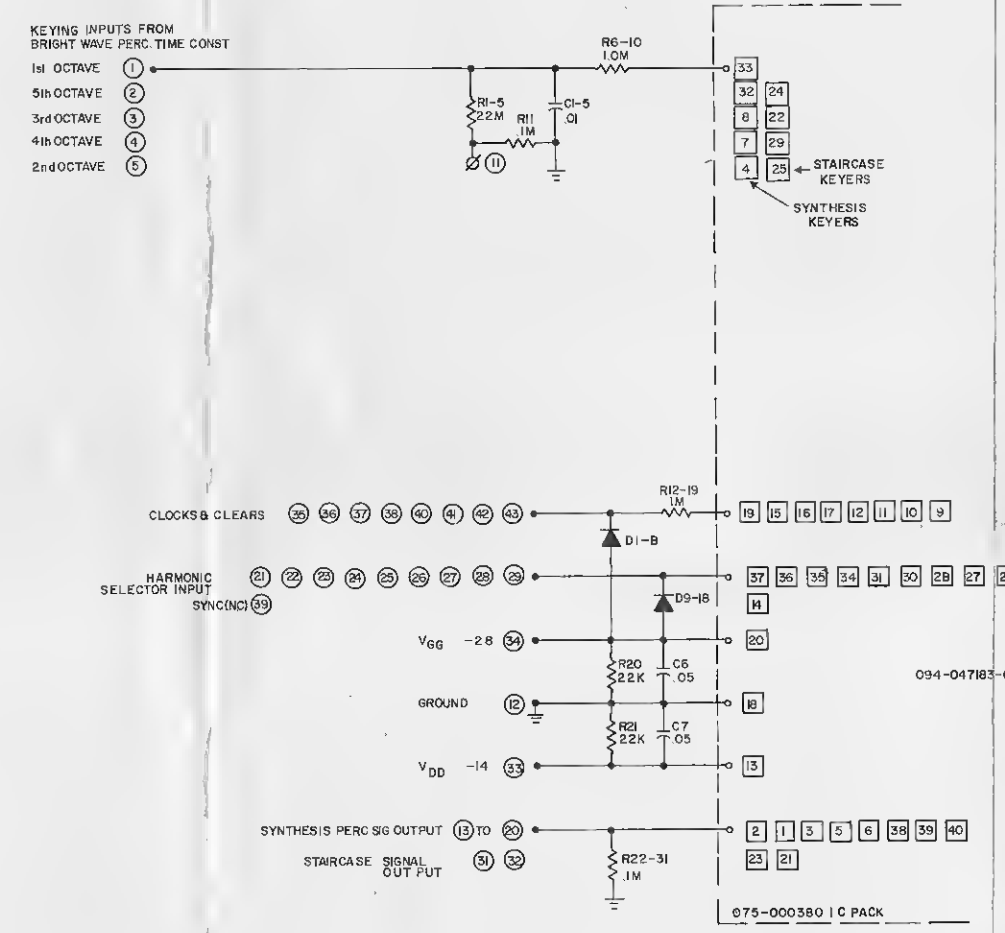 KEYING INPUTS FROM
BRIGHT WAVE PERC. TIME CONST
1st OCTAVE 1
5th OCTAVE 2
3rd OCTAVE 3
4th OCTAVE 4
2nd OCTAVE 5
R6-10
1.0M
R1-5
22M
R11
.1M
C1-5
.01
11
33
32 24
8 22
7 29
4 25
STAIRCASE
KEYERS
SYNTHESIS
KEYERS
CLOCKS & CLEARS 35 36 37 38 40 41 42 43
R12-19
1M
19 15 16 17 12 11 10 9
D1-8
HARMONIC
SELECTOR INPUT
21 22 23 24 25 26 27 28 29
SYNC(NC) 39
D9-18
37 36 35 34 31 30 28 27
14
VGG -28 34
20
R20
22K
C6
.05
094-047183-
GROUND 12
18
R21
22K
C7
.05
VDD -14 33
13
SYNTHESIS PERC SIG OUTPUT 13 TO 20
2 1 3 5 6 38 39 40
STAIRCASE SIGNAL
OUT PUT
31 32
23 21
R22-31
.1M
075-000380 IC PACK